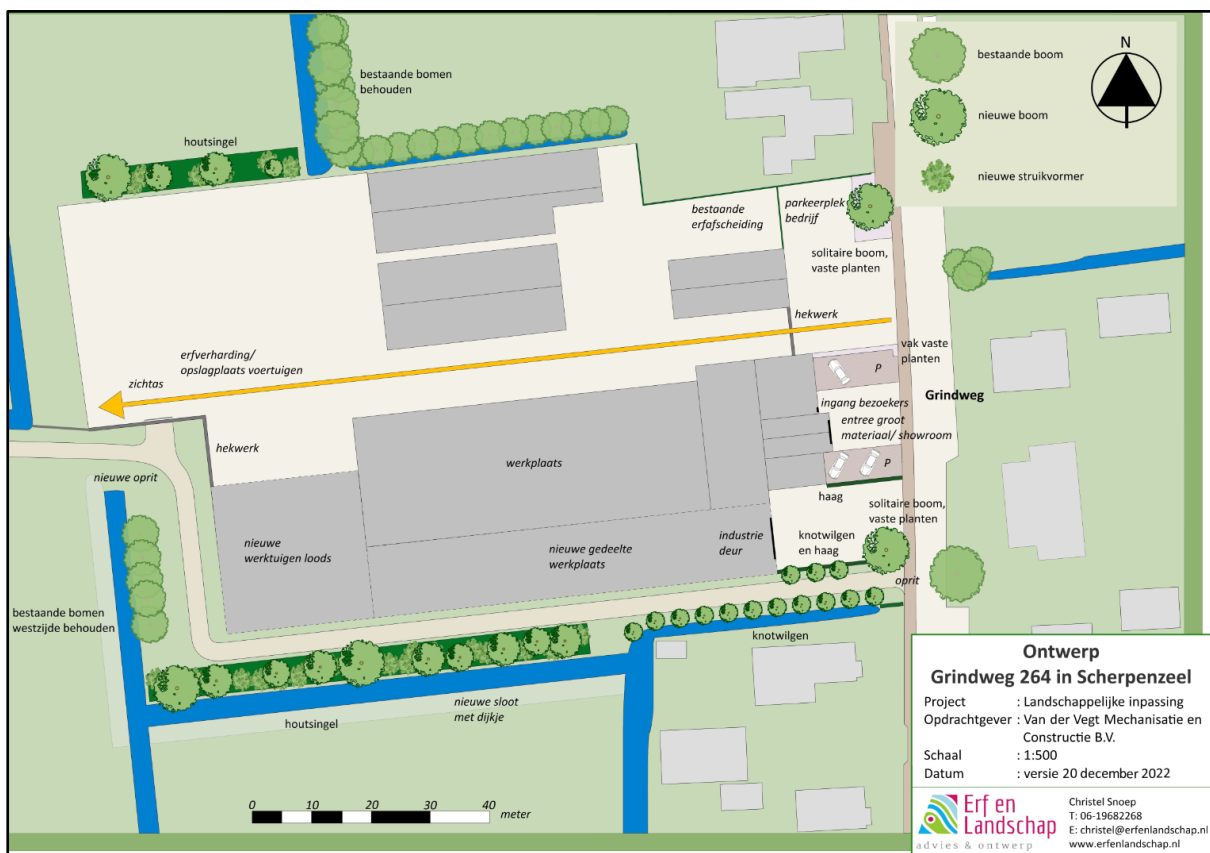 bestaande bomen
behouden
houtsingel
bestaande
erfafscheiding
parkeerplek
bedrijf
solitaire boom,
vaste planten
hekwerk
vak vaste
planten
P
Grindweg
ingang bezoekers
entree groot
materiaal/ showroom
P
haag
solitaire boom,
vaste planten
knotwilgen
en haag
industrie
deur
oprit
erfverharding/
opslagplaats voertuigen
zichtas
hekwerk
werkplaats
nieuwe oprit
nieuwe
werktuigen loods
nieuwe gedeelte
werkplaats
bestaande bomen
westzijde behouden
knotwilgen
nieuwe sloot
met dijkje
houtsingel
0 10 20 30 40
meter
bestaande boom
nieuwe boom
nieuwe struikvormer
N
Ontwerp
Grindweg 264 in Scherpenzeel
Project : Landschappelijke inpassing
Opdrachtgever : Van der Vegt Mechanisatie en
Constructie B.V.
Schaal : 1:500
Datum : versie 20 december 2022
Erf en
Landschap
advies & ontwerp
Christel Snoep
T: 06-19682268
E: christel@erfenlandschap.nl
www.erfenlandschap.nl